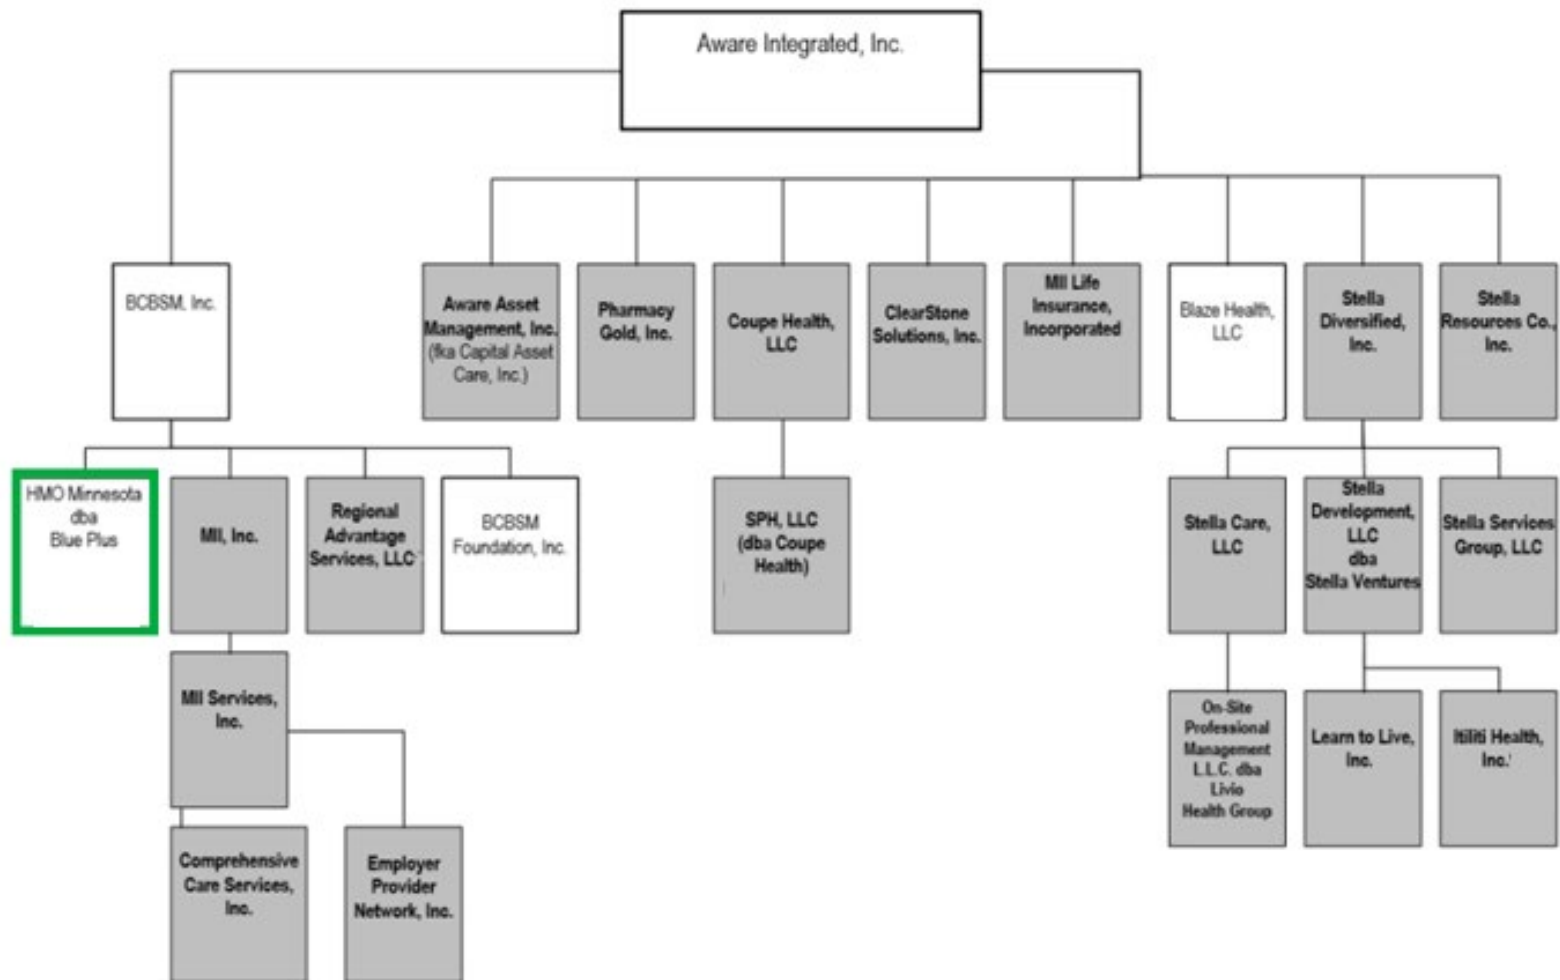 Aware Integrated, Inc.
BCBSM, Inc.
Aware Asset
Management, Inc.
(fka Capital Asset
Care, Inc.)
Pharmacy
Gold, Inc.
Coupe Health,
LLC
ClearStone
Solutions, Inc.
MII Life
Insurance,
Incorporated
Blaze Health,
LLC
Stella
Diversified,
Inc.
Stella
Resources Co.,
Inc.
HMO Minnesota
dba
Blue Plus
MII, Inc.
Regional
Advantage
Services, LLC
BCBSM
Foundation, Inc.
SPH, LLC
(dba Coupe
Health)
Stella Care,
LLC
Stella
Development,
LLC
dba
Stella Ventures
Stella Services
Group, LLC
MII Services,
Inc.
On-Site
Professional
Management
L.L.C. dba
Livio
Health Group
Learn to Live,
Inc.
Itiliti Health,
Inc.
Comprehensive
Care Services,
Inc.
Employer
Provider
Network, Inc.